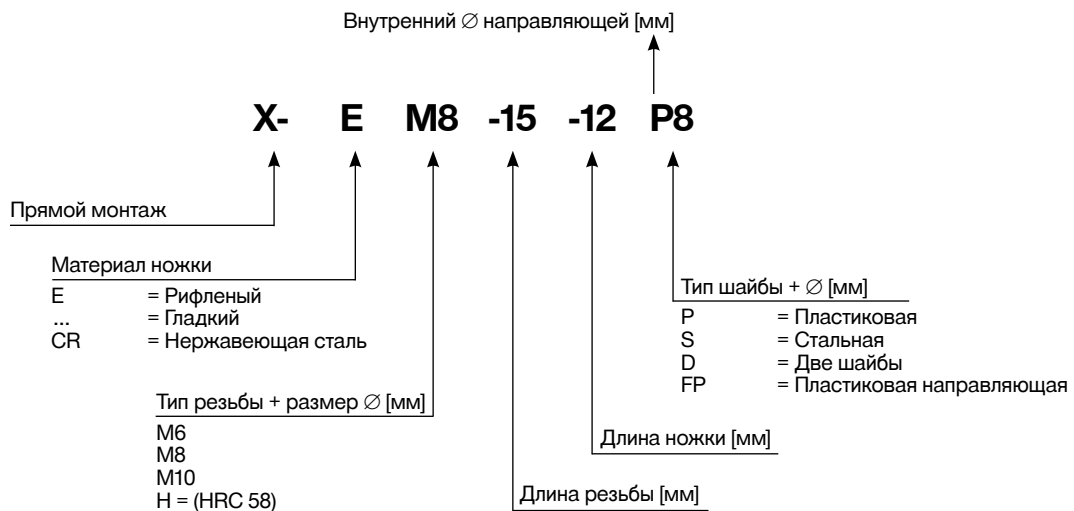 Внутренний ∅ направляющей [мм]
X- E M8 -15 -12 P8
Прямой монтаж
Материал ножки
E = Рифленый
... = Гладкий
CR = Нержавеющая сталь
Тип шайбы + ∅ [мм]
P = Пластиковая
S = Стальная
D = Две шайбы
FP = Пластиковая направляющая
Тип резьбы + размер ∅ [мм]
M6
M8
M10
H = (HRC 58)
Длина ножки [мм]
Длина резьбы [мм]